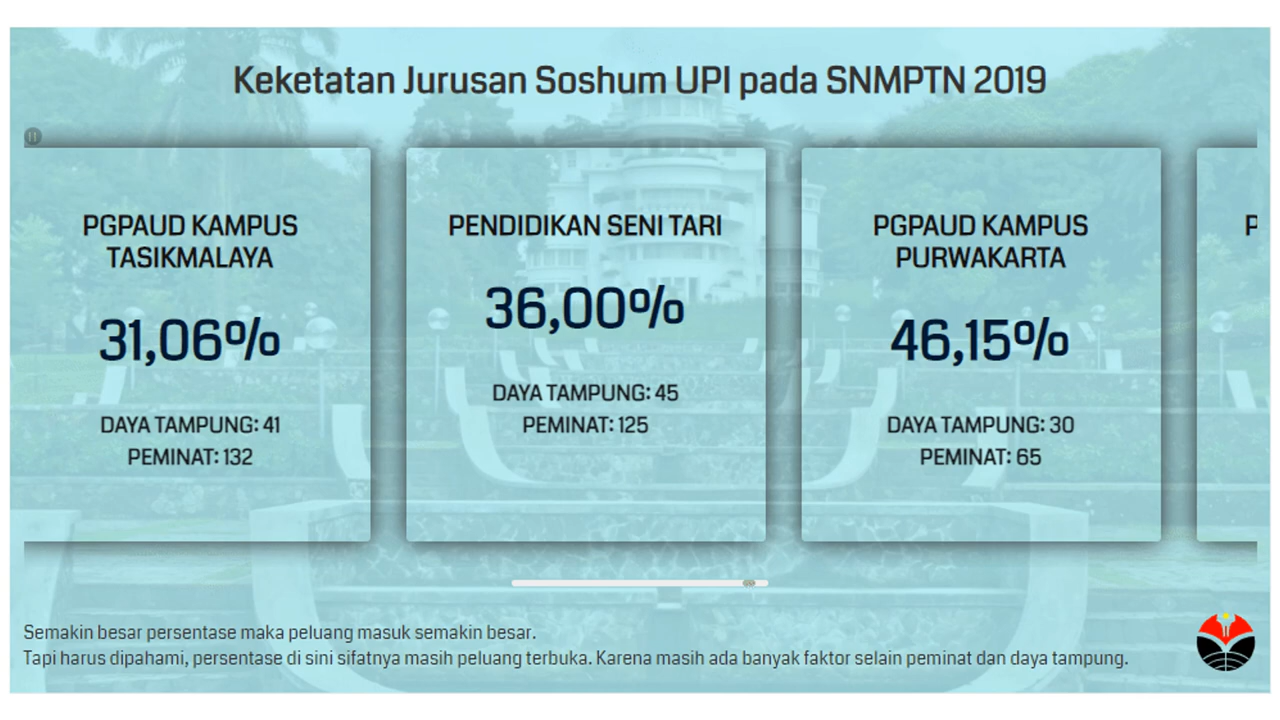 Keketatan Jurusan Soshum UPI pada SNMPTN 2019
PGPAUD KAMPUS
TASIKMALAYA
31,06%
DAYA TAMPUNG: 41
PEMINAT: 132
PENDIDIKAN SENI TARI
36,00%
DAYA TAMPUNG: 45
PEMINAT: 125
PGPAUD KAMPUS
PURWAKARTA
46,15%
DAYA TAMPUNG: 30
PEMINAT: 65
P
Semakin besar persentase maka peluang masuk semakin besar.
Tapi harus dipahami, persentase di sini sifatnya masih peluang terbuka. Karena masih ada banyak faktor selain peminat dan daya tampung.